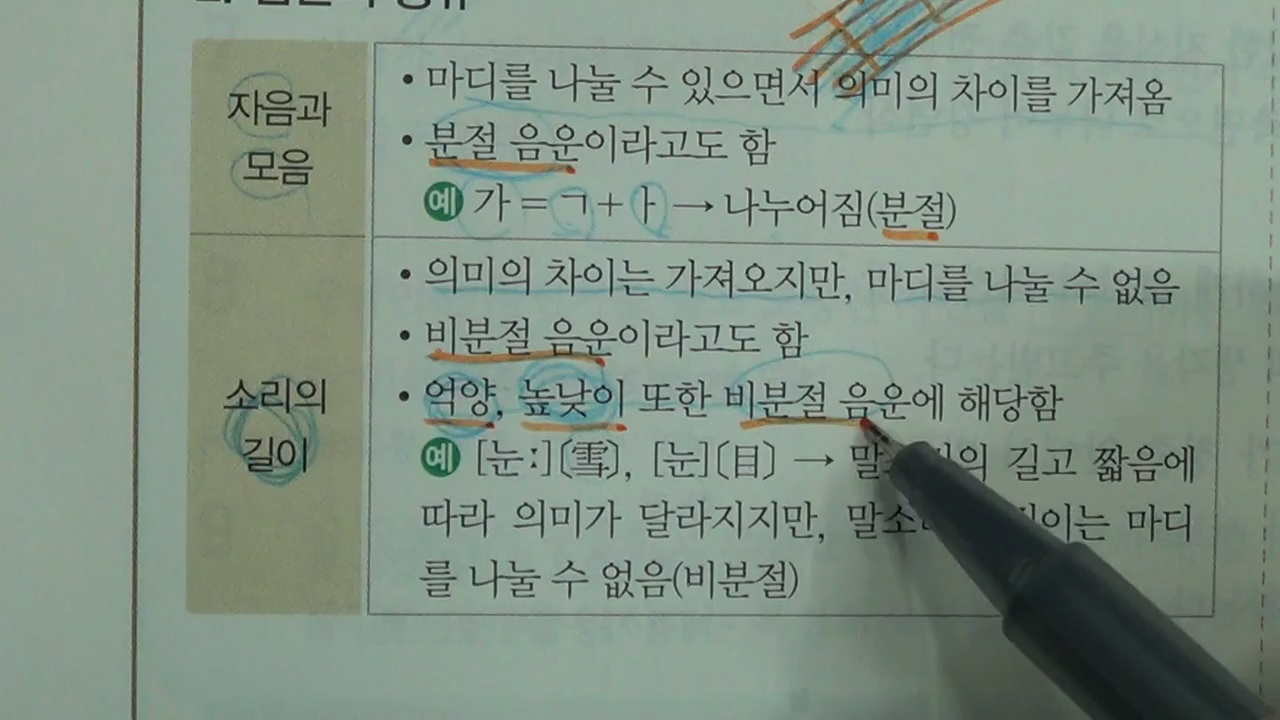 자음과
모음
• 마디를 나눌 수 있으면서 의미의 차이를 가져옴
• 분절 음운이라고도 함
예 가=ㄱ+ㅏ → 나누어짐(분절)
소리의
길이
• 의미의 차이는 가져오지만, 마디를 나눌 수 없음
• 비분절 음운이라고도 함
• 억양, 높낮이 또한 비분절 음운에 해당함
예 [눈ː](雪), [눈](目) → 길고 짧음에
따라 의미가 달라지지만, 마디
를 나눌 수 없음(비분절)